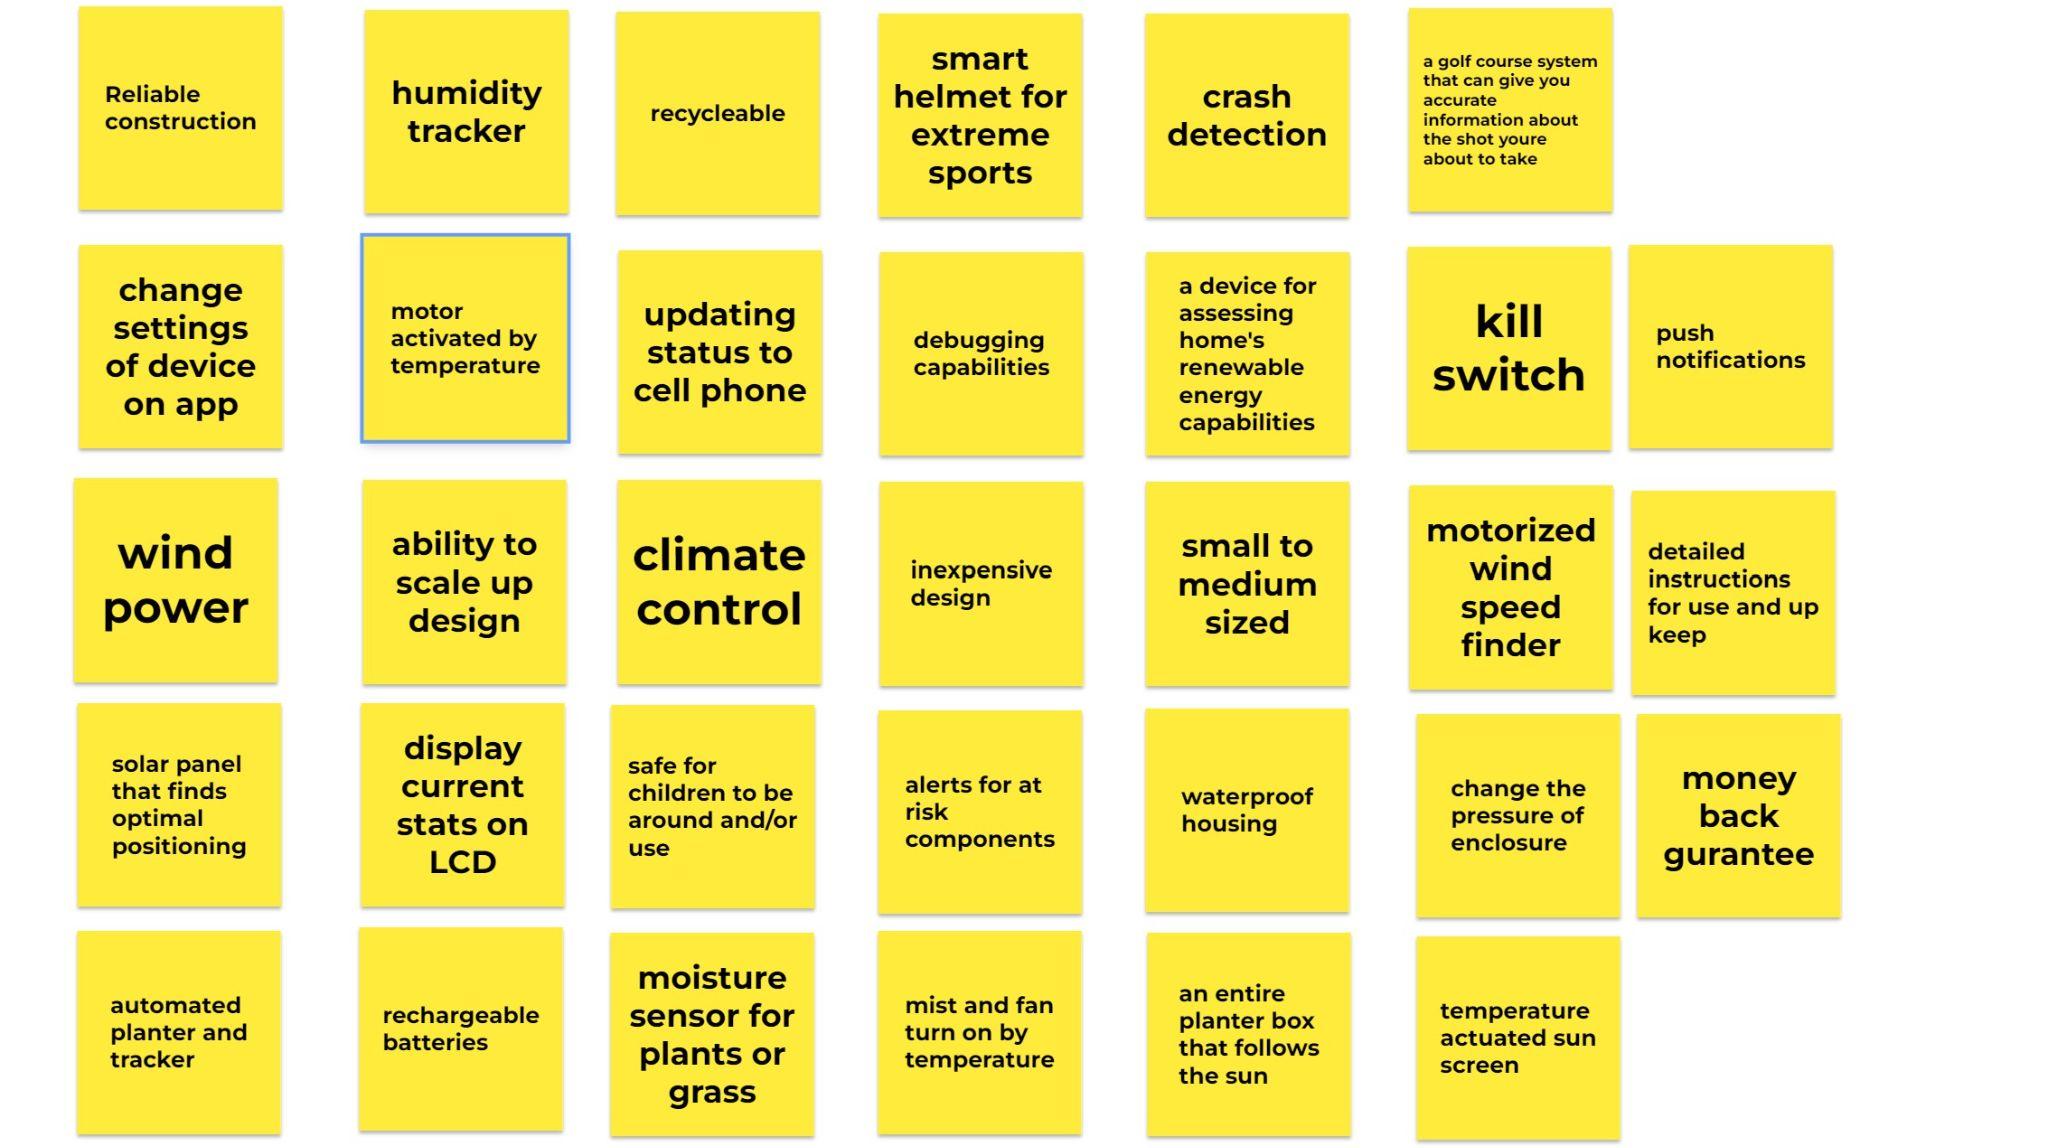 Reliable
construction
humidity
tracker
recycleable
smart
helmet for
extreme
sports
crash
detection
a golf course system
that can give you
accurate
information about
the shot youre
about to take
change
settings
of device
on app
motor
activated by
temperature
updating
status to
cell phone
debugging
capabilities
a device for
assessing
home's
renewable
energy
capabilities
kill
switch
push
notifications
wind
power
ability to
scale up
design
climate
control
inexpensive
design
small to
medium
sized
motorized
wind
speed
finder
detailed
instructions
for use and up
keep
solar panel
that finds
optimal
positioning
display
current
stats on
LCD
safe for
children to be
around and/or
use
alerts for at
risk
components
waterproof
housing
change the
pressure of
enclosure
money
back
gurantee
automated
planter and
tracker
rechargeable
batteries
moisture
sensor for
plants or
grass
mist and fan
turn on by
temperature
an entire
planter box
that follows
the sun
temperature
actuated sun
screen